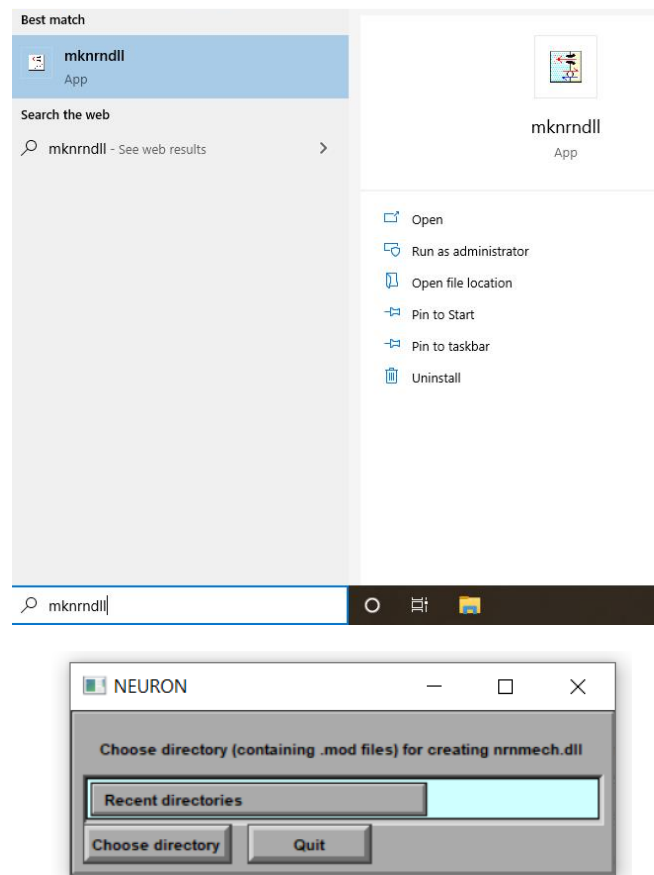 Best match
mknrndll
App
Search the web
mknrndll - See web results
mknrndll
App
Open
Run as administrator
Open file location
Pin to Start
Pin to taskbar
Uninstall
mknrndll
NEURON
Choose directory (containing .mod files) for creating nrnmech.dll
Recent directories
Choose directory
Quit